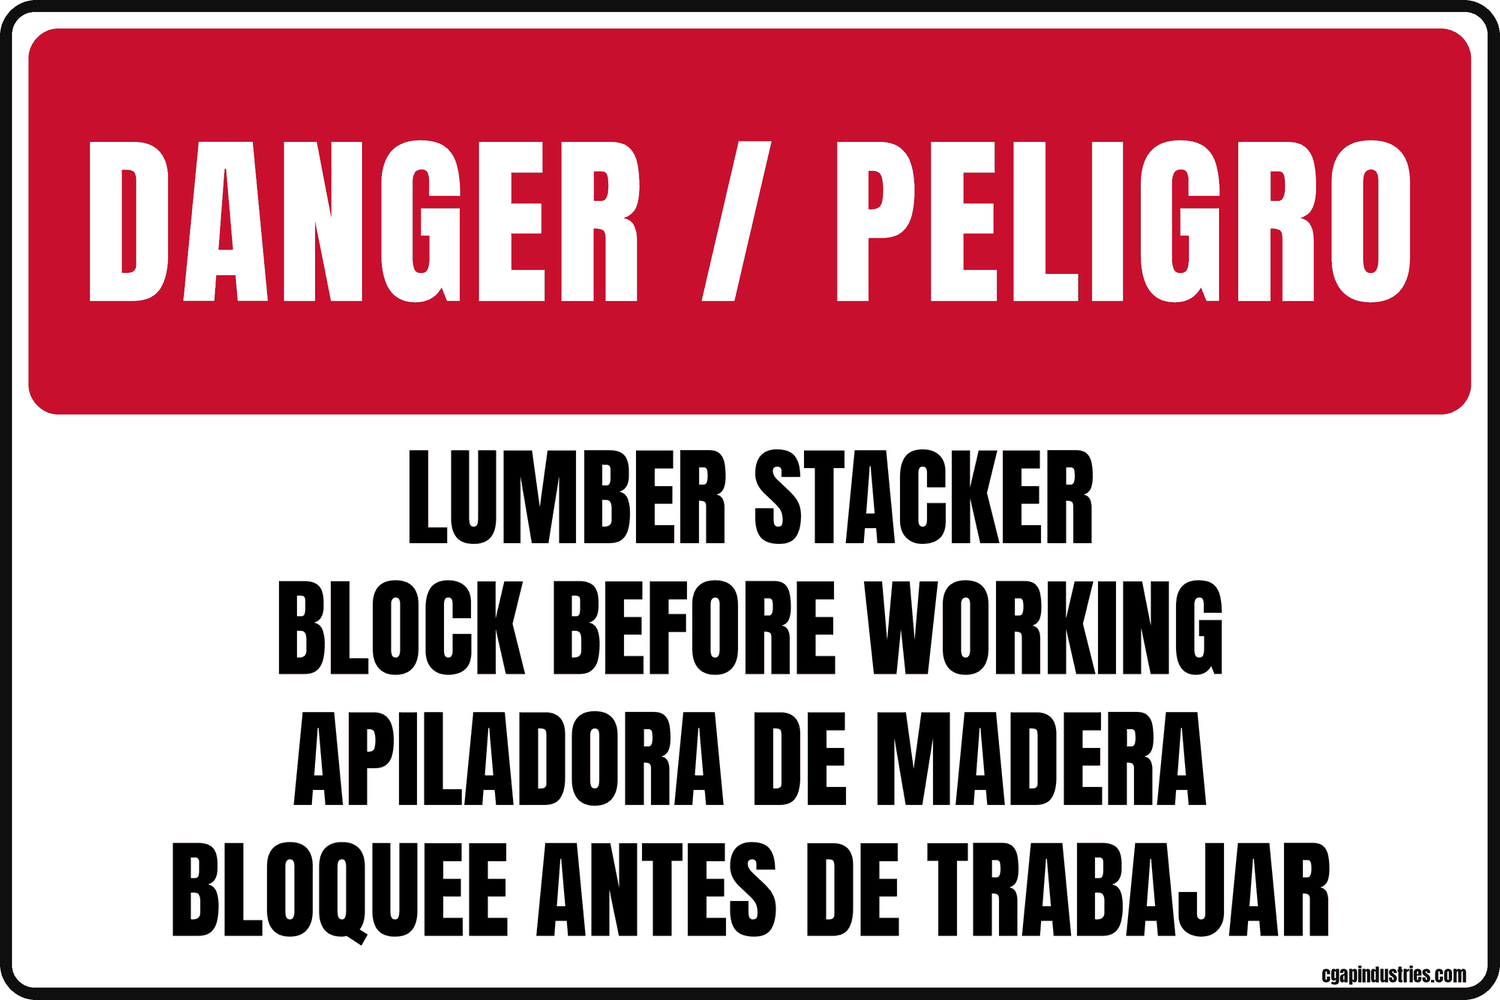 DANGER / PELIGRO
LUMBER STACKER
BLOCK BEFORE WORKING
APILADORA DE MADERA
BLOQUEE ANTES DE TRABAJAR
cgapindustries.com